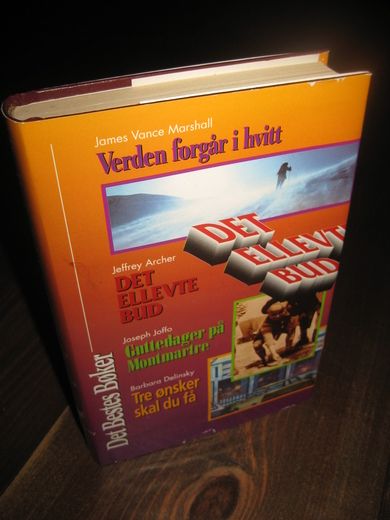 James Vance Marshall
Verden forgår i hvitt
DET
ELLEVT
BUD
Jeffrey Archer
DET
ELLEVTE
BUD
Joseph Joffo
Guttedager på
Montmartre
Barbara Delinsky
Tre ønsker
skal du få
Det Bestes Bøker